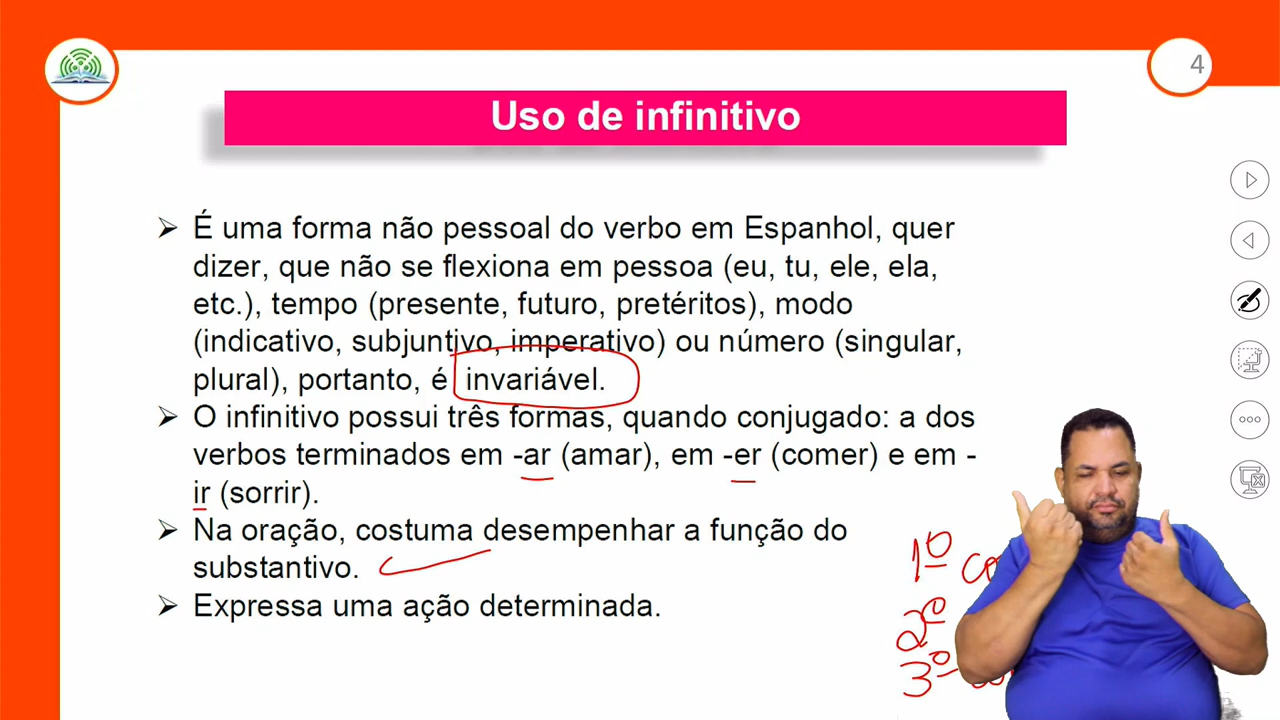 4
Uso de infinitivo
➢ É uma forma não pessoal do verbo em Espanhol, quer
dizer, que não se flexiona em pessoa (eu, tu, ele, ela,
etc.), tempo (presente, futuro, pretéritos), modo
(indicativo, subjuntivo, imperativo) ou número (singular,
plural), portanto, é invariável.
➢ O infinitivo possui três formas, quando conjugado: a dos
verbos terminados em -ar (amar), em -er (comer) e em -
ir (sorrir).
➢ Na oração, costuma desempenhar a função do
substantivo.
➢ Expressa uma ação determinada.
1º
2º
3º